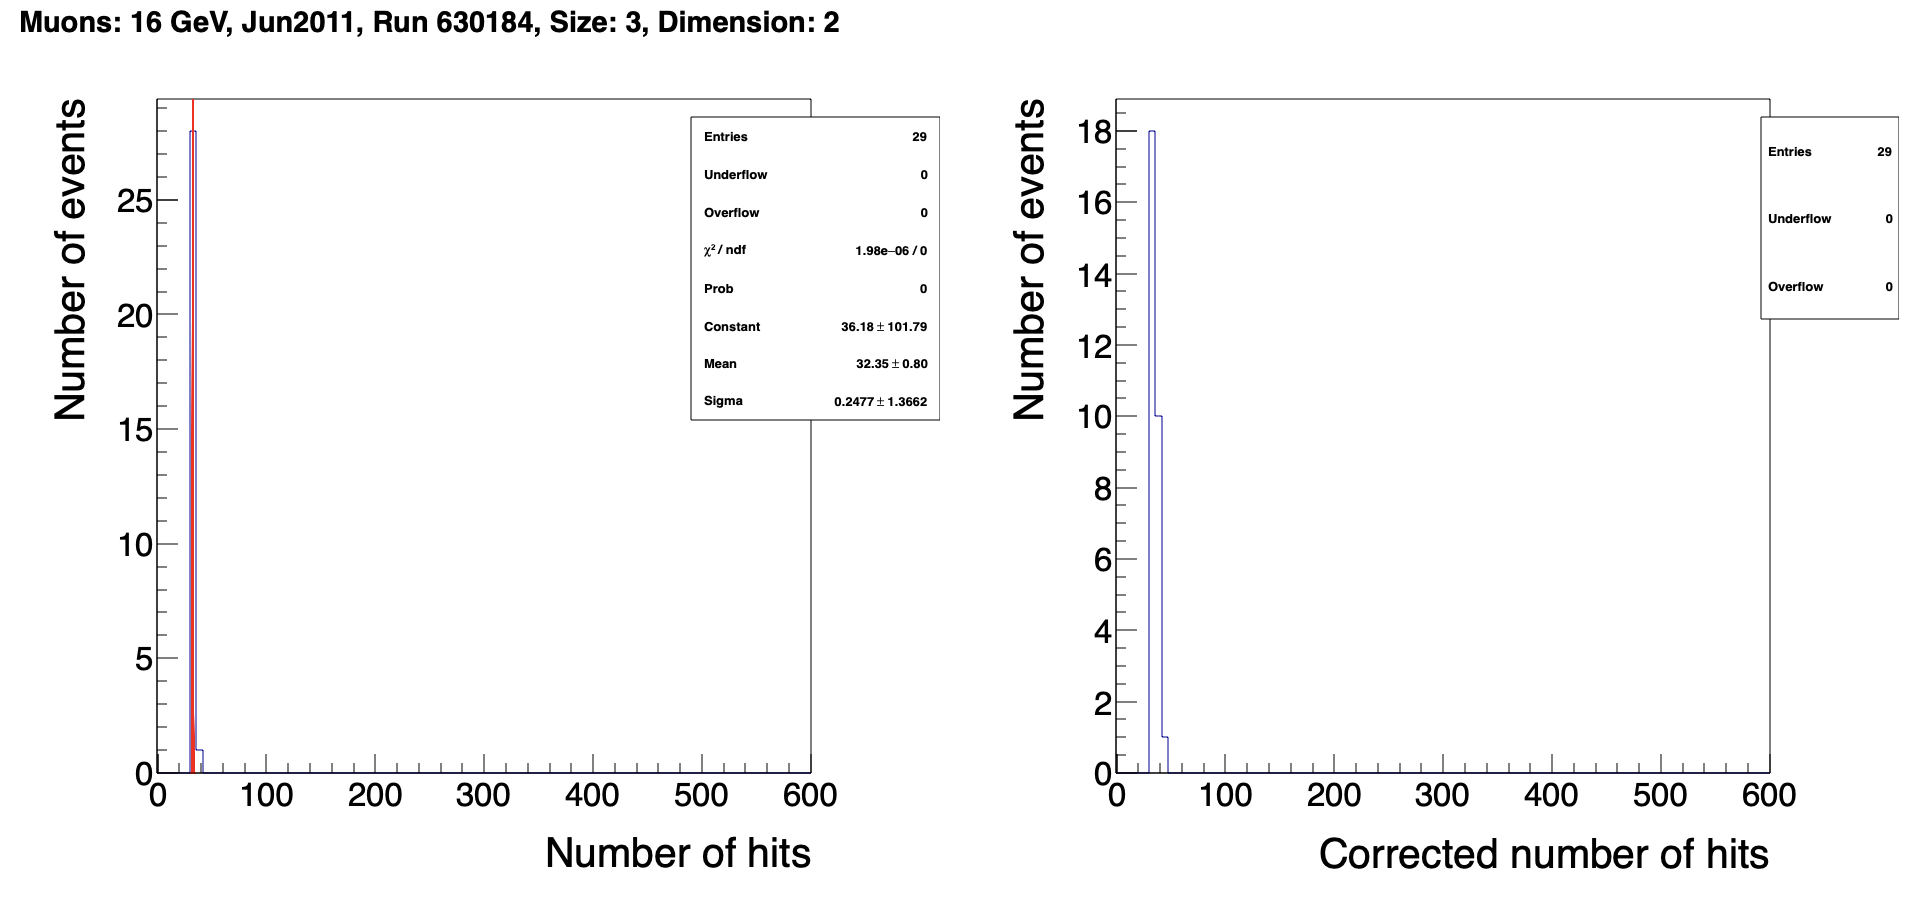 Muons: 16 GeV, Jun2011, Run 630184, Size: 3, Dimension: 2
Number of events
25
20
15
10
5
0
0 100 200 300 400 500 600
Number of hits
Entries 29
Underflow 0
Overflow 0
χ² / ndf 1.98e−06 / 0
Prob 0
Constant 36.18 ± 101.79
Mean 32.35 ± 0.80
Sigma 0.2477 ± 1.3662
Number of events
18
16
14
12
10
8
6
4
2
0
0 100 200 300 400 500 600
Corrected number of hits
Entries 29
Underflow 0
Overflow 0